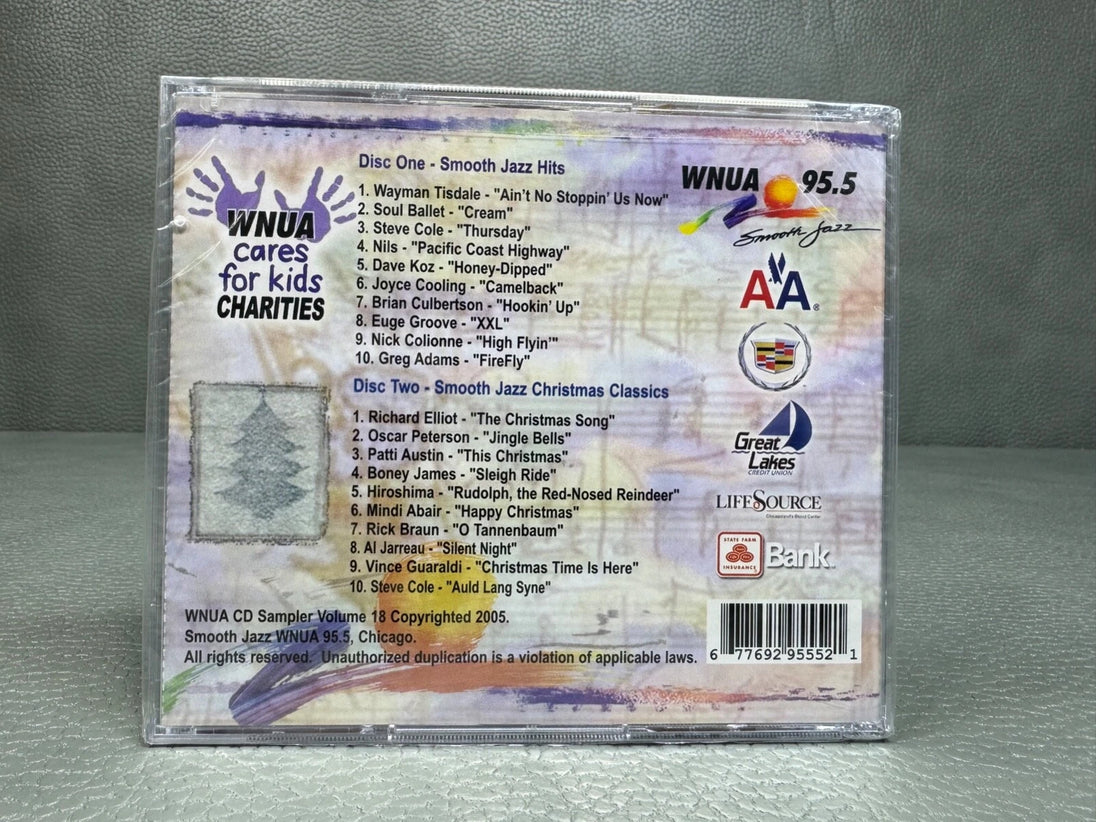 WNUA
cares
for kids
CHARITIES
Disc One - Smooth Jazz Hits
1. Wayman Tisdale - "Ain't No Stoppin' Us Now"
2. Soul Ballet - "Cream"
3. Steve Cole - "Thursday"
4. Nils - "Pacific Coast Highway"
5. Dave Koz - "Honey-Dipped"
6. Joyce Cooling - "Camelback"
7. Brian Culbertson - "Hookin' Up"
8. Euge Groove - "XXL"
9. Nick Colionne - "High Flyin'"
10. Greg Adams - "FireFly"
Disc Two - Smooth Jazz Christmas Classics
1. Richard Elliot - "The Christmas Song"
2. Oscar Peterson - "Jingle Bells"
3. Patti Austin - "This Christmas"
4. Boney James - "Sleigh Ride"
5. Hiroshima - "Rudolph, the Red-Nosed Reindeer"
6. Mindi Abair - "Happy Christmas"
7. Rick Braun - "O Tannenbaum"
8. Al Jarreau - "Silent Night"
9. Vince Guaraldi - "Christmas Time Is Here"
10. Steve Cole - "Auld Lang Syne"
WNUA CD Sampler Volume 18 Copyrighted 2005.
Smooth Jazz WNUA 95.5, Chicago.
All rights reserved. Unauthorized duplication is a violation of applicable laws.
WNUA 95.5
Smooth Jazz
AA®
Great
Lakes
CREDIT UNION
LIFESOURCE
Chicagoland's Blood Center
STATE FARM
INSURANCE
Bank.
6 77692 95552 1